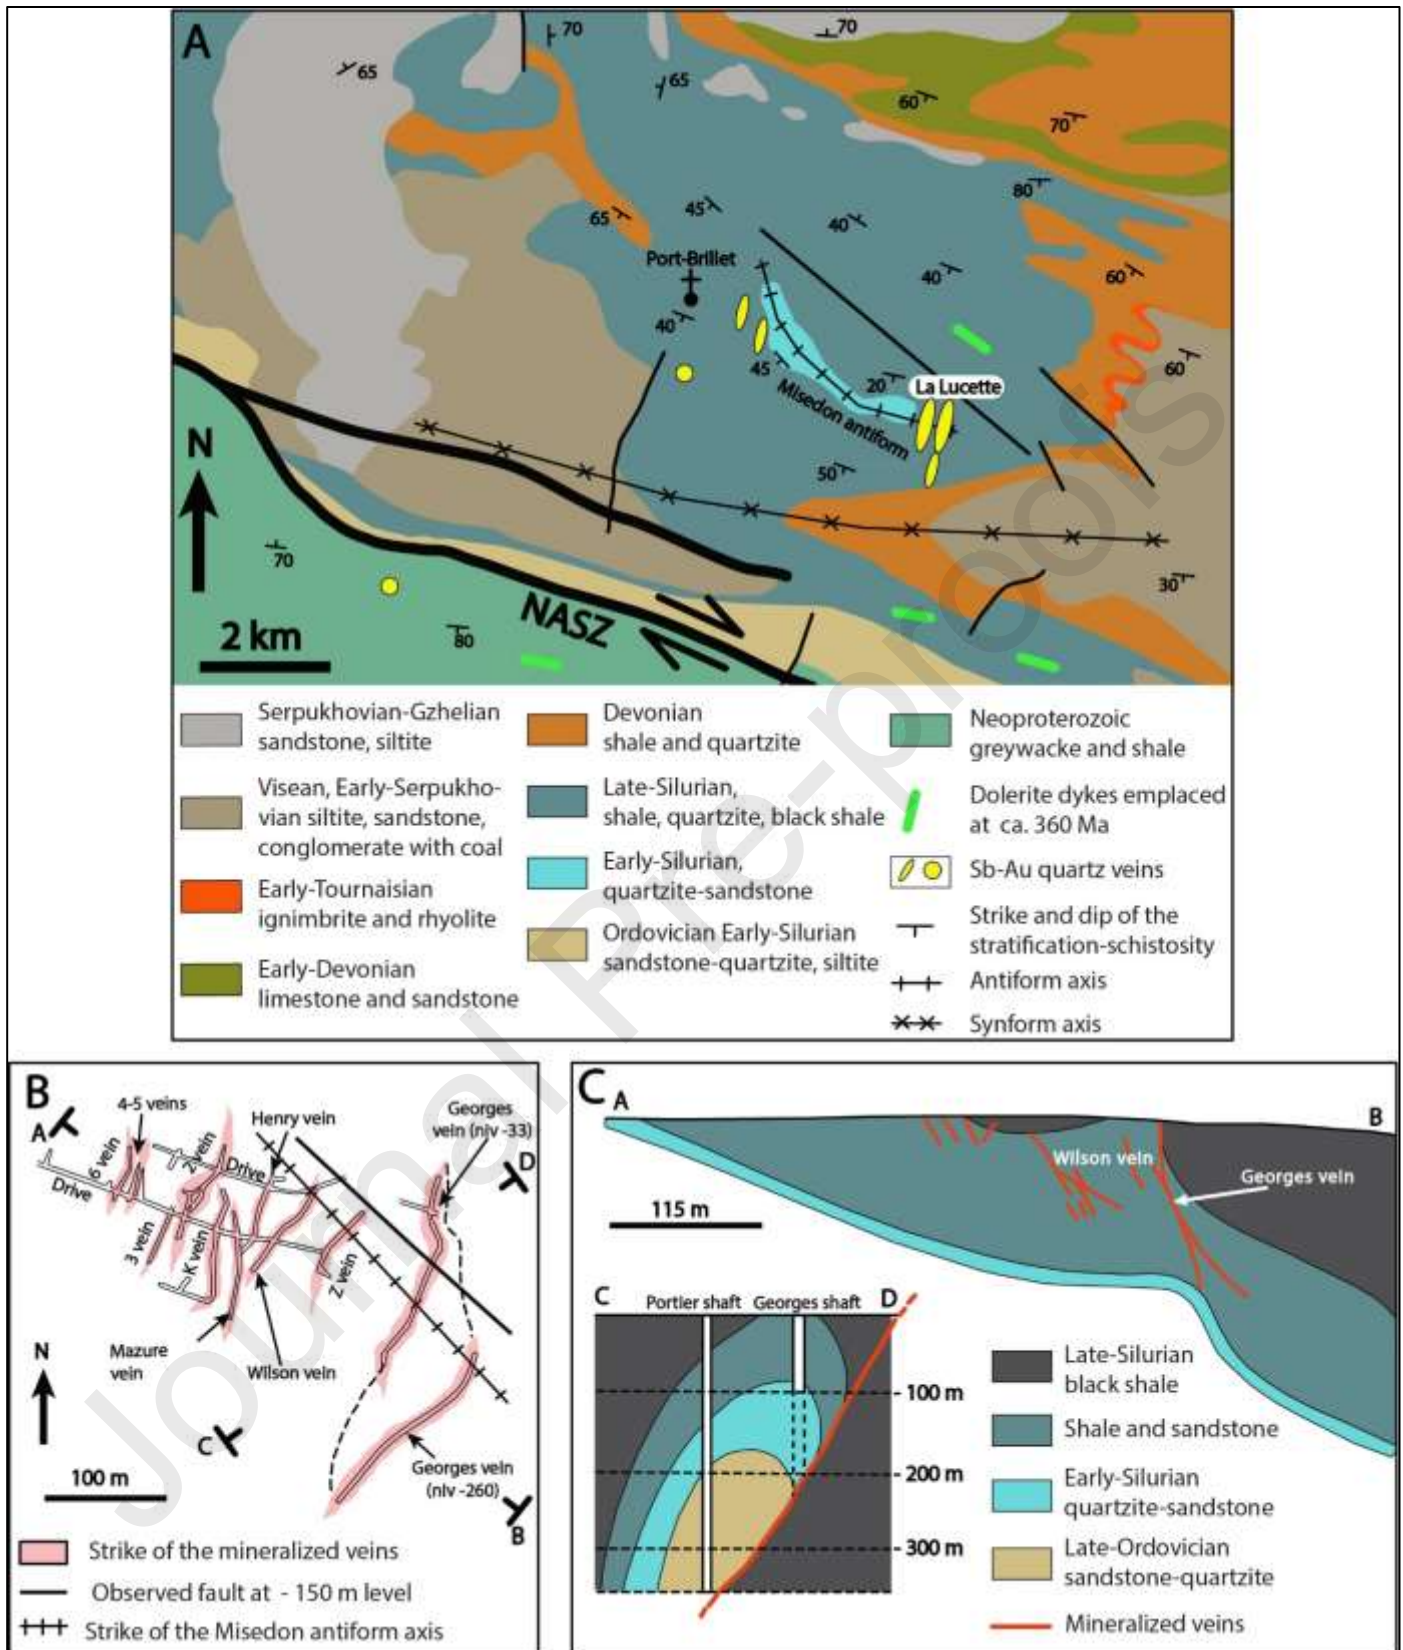 A
70
70
65
65
60
70
80
65
45
40
40
60
Port-Brillet
40
60
45
20
La Lucette
Misedon antiform
50
N
70
30
NASZ
80
2 km
Serpukhovian-Gzhelian
sandstone, siltite
Visean, Early-Serpukho-
vian siltite, sandstone,
conglomerate with coal
Early-Tournaisian
ignimbrite and rhyolite
Early-Devonian
limestone and sandstone
Devonian
shale and quartzite
Late-Silurian,
shale, quartzite, black shale
Early-Silurian,
quartzite-sandstone
Ordovician Early-Silurian
sandstone-quartzite, siltite
Neoproterozoic
greywacke and shale
Dolerite dykes emplaced
at ca. 360 Ma
Sb-Au quartz veins
Strike and dip of the
stratification-schistosity
Antiform axis
Synform axis
B
4-5 veins
Henry vein
Georges
vein (niv -33)
A
6 vein
2 vein
Drive
D
Drive
3 vein
K vein
Z vein
Mazure
vein
Wilson vein
N
C
Georges vein
(niv -260)
B
100 m
Strike of the mineralized veins
Observed fault at - 150 m level
Strike of the Misedon antiform axis
C
A
B
Wilson vein
Georges vein
115 m
C
Portier shaft
Georges shaft
D
100 m
200 m
300 m
Late-Silurian
black shale
Shale and sandstone
Early-Silurian
quartzite-sandstone
Late-Ordovician
sandstone-quartzite
Mineralized veins
Journal Pre-proofs